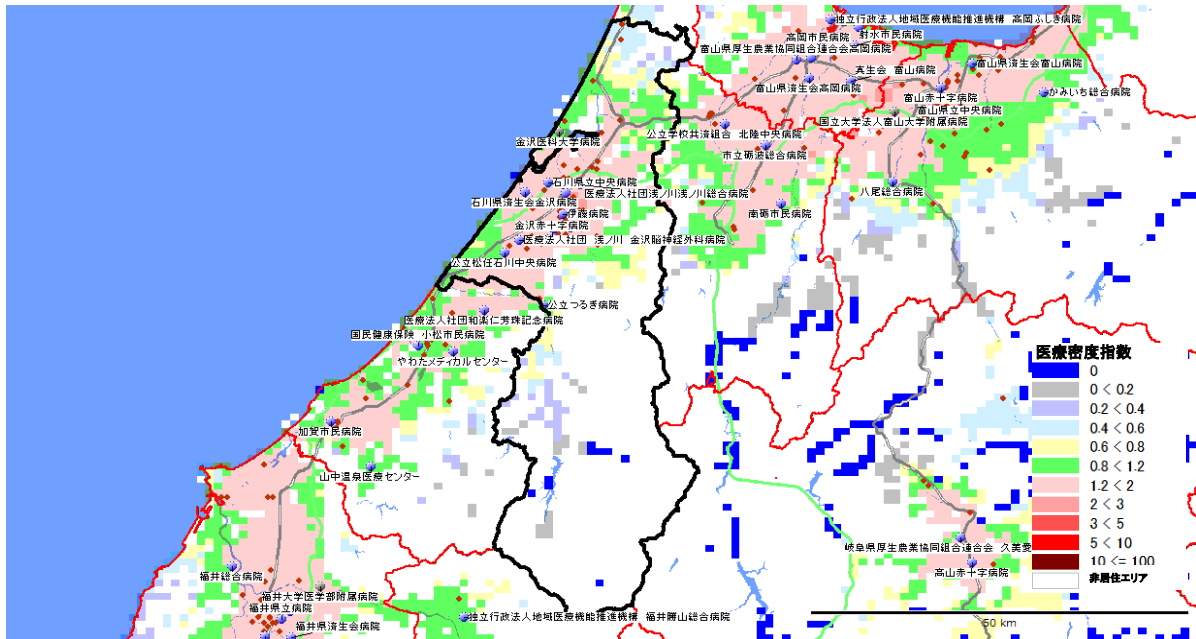 独立行政法人地域医療機能推進機構 高岡ふしき病院
高岡市民病院
射水市民病院
富山県厚生農業協同組合連合会高岡病院
富山県済生会富山病院
真生会 富山病院
富山県済生会高岡病院
富山赤十字病院
かみいち総合病院
富山県立中央病院
国立大学法人富山大学附属病院
公立学校共済組合 北陸中央病院
金沢医科大学病院
市立砺波総合病院
石川県立中央病院
八尾総合病院
医療法人社団浅ノ川浅ノ川総合病院
石川県済生会金沢病院
南砺市民病院
伊藤病院
金沢赤十字病院
医療法人社団 浅ノ川 金沢脳神経外科病院
公立松任石川中央病院
公立つるぎ病院
医療法人社団和楽仁芳珠記念病院
国民健康保険 小松市民病院
やわたメディカルセンター
加賀市民病院
山中温泉医療センター
岐阜県厚生農業協同組合連合会 久美愛
高山赤十字病院
福井総合病院
福井大学医学部附属病院
福井県立病院
福井県済生会病院
独立行政法人地域医療機能推進機構 福井勝山総合病院
医療密度指数
0
0 < 0.2
0.2 < 0.4
0.4 < 0.6
0.6 < 0.8
0.8 < 1.2
1.2 < 2
2 < 3
3 < 5
5 < 10
10 <= 100
非居住エリア
50 km